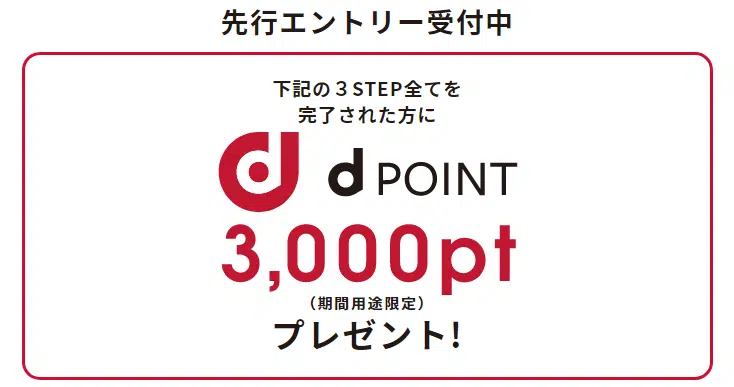 先行エントリー受付中
下記の３STEP全てを
完了された方に
d POINT
3,000pt
（期間用途限定）
プレゼント!